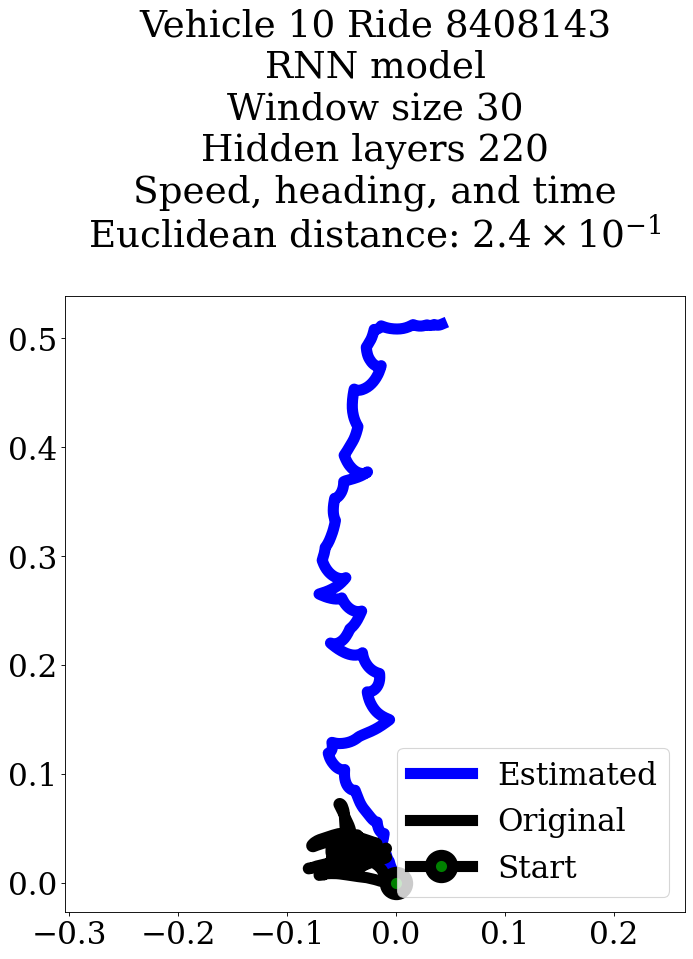 Vehicle 10 Ride 8408143
RNN model
Window size 30
Hidden layers 220
Speed, heading, and time
Euclidean distance: 2.4 × 10⁻¹
0.5
0.4
0.3
0.2
0.1
0.0
Estimated
Original
Start
−0.3 −0.2 −0.1 0.0 0.1 0.2